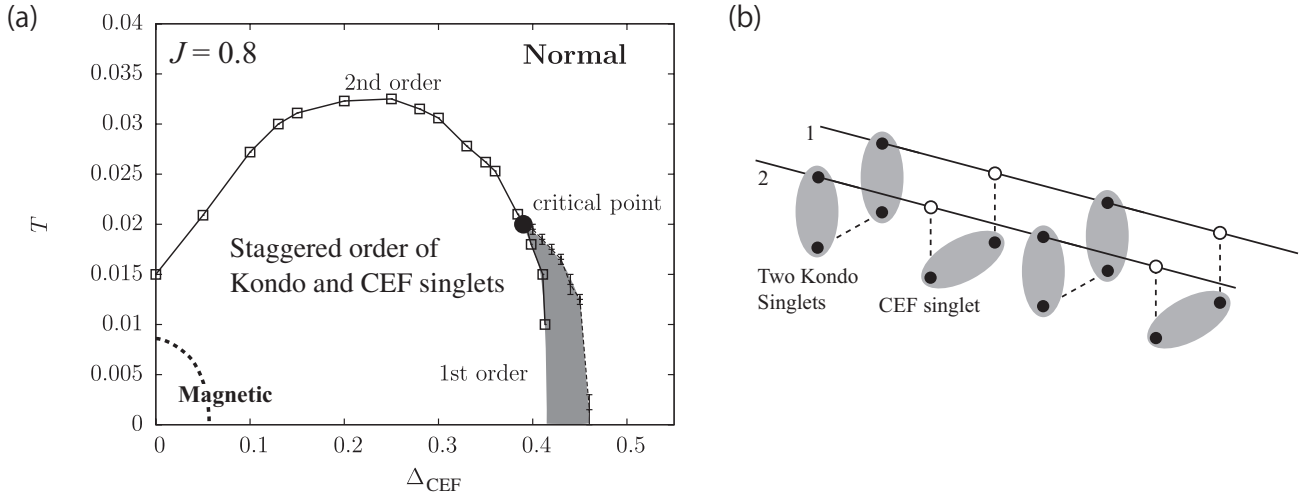 (a)
0.04
0.035
0.03
0.025
0.02
0.015
0.01
0.005
0
T
J = 0.8
Normal
2nd order
critical point
Staggered order of
Kondo and CEF singlets
1st order
Magnetic
0
0.1
0.2
0.3
0.4
0.5
Δ_CEF
(b)
1
2
Two Kondo
Singlets
CEF singlet